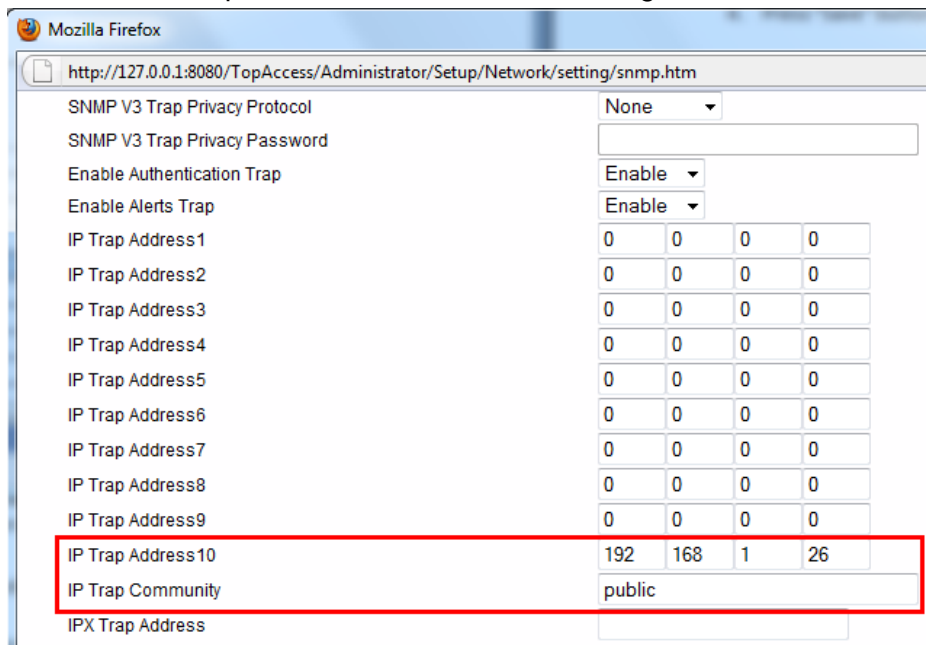 Mozilla Firefox
http://127.0.0.1:8080/TopAccess/Administrator/Setup/Network/setting/snmp.htm
SNMP V3 Trap Privacy Protocol None
SNMP V3 Trap Privacy Password
Enable Authentication Trap Enable
Enable Alerts Trap Enable
IP Trap Address1 0 0 0 0
IP Trap Address2 0 0 0 0
IP Trap Address3 0 0 0 0
IP Trap Address4 0 0 0 0
IP Trap Address5 0 0 0 0
IP Trap Address6 0 0 0 0
IP Trap Address7 0 0 0 0
IP Trap Address8 0 0 0 0
IP Trap Address9 0 0 0 0
IP Trap Address10 192 168 1 26
IP Trap Community public
IPX Trap Address